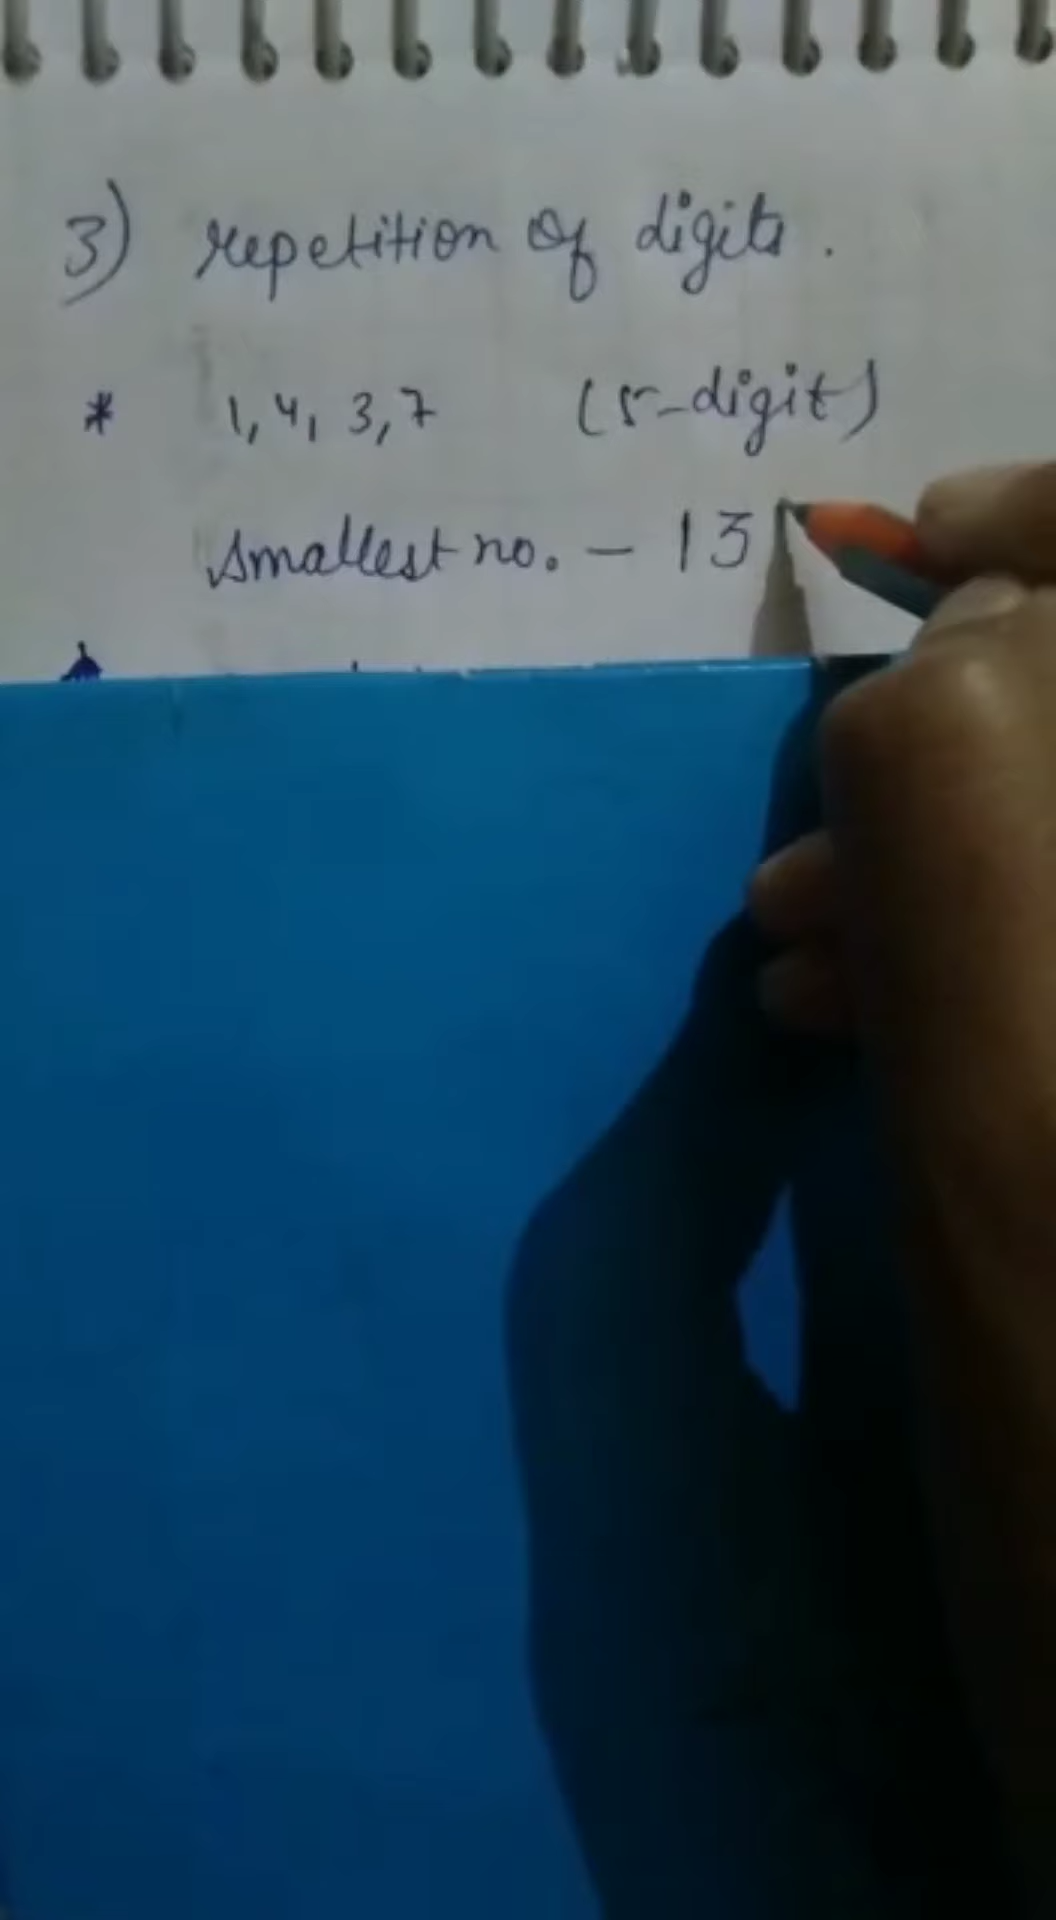 3) repetition of digits.
* 1, 4, 3, 7 (5-digit)
smallest no. - 13